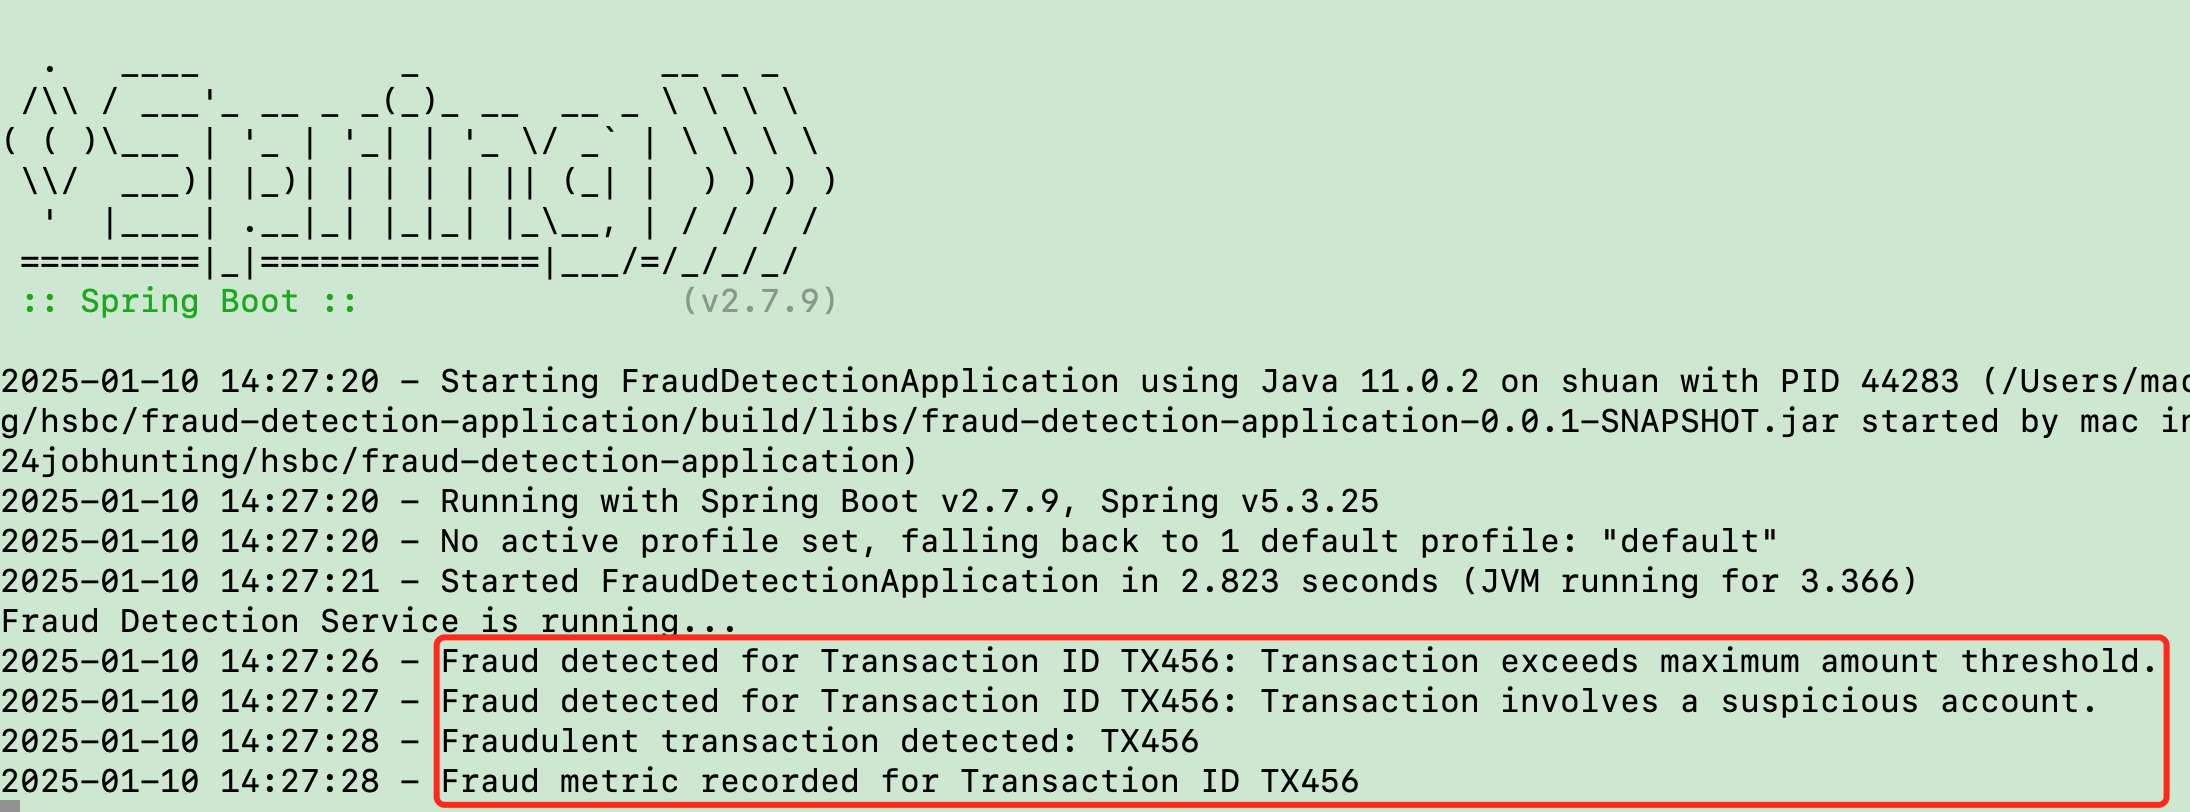 .   ____          _            __ _ _
 /\\ / ___'_ __ _ _(_)_ __  __ _ \ \ \ \
( ( )\___ | '_ | '_| | '_ \/ _` | \ \ \ \
 \\/  ___)| |_)| | | | | || (_| |  ) ) ) )
  '  |____| .__|_| |_|_| |_\__, | / / / /
 =========|_|==============|___/=/_/_/_/
 :: Spring Boot ::                (v2.7.9)
2025-01-10 14:27:20 - Starting FraudDetectionApplication using Java 11.0.2 on shuan with PID 44283 (/Users/mac
g/hsbc/fraud-detection-application/build/libs/fraud-detection-application-0.0.1-SNAPSHOT.jar started by mac in
24jobhunting/hsbc/fraud-detection-application)
2025-01-10 14:27:20 - Running with Spring Boot v2.7.9, Spring v5.3.25
2025-01-10 14:27:20 - No active profile set, falling back to 1 default profile: "default"
2025-01-10 14:27:21 - Started FraudDetectionApplication in 2.823 seconds (JVM running for 3.366)
Fraud Detection Service is running...
2025-01-10 14:27:26 - Fraud detected for Transaction ID TX456: Transaction exceeds maximum amount threshold.
2025-01-10 14:27:27 - Fraud detected for Transaction ID TX456: Transaction involves a suspicious account.
2025-01-10 14:27:28 - Fraudulent transaction detected: TX456
2025-01-10 14:27:28 - Fraud metric recorded for Transaction ID TX456